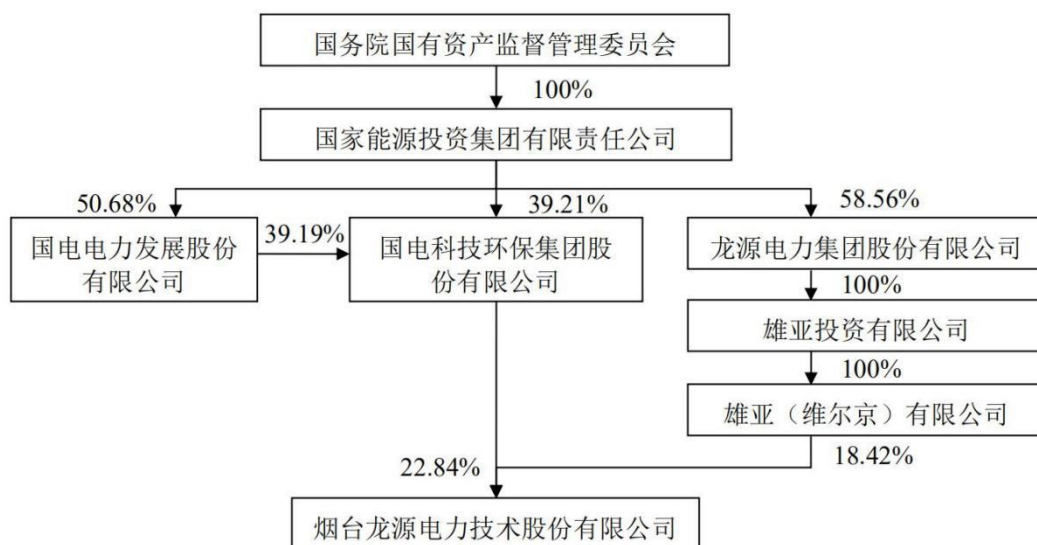 国务院国有资产监督管理委员会
100%
国家能源投资集团有限责任公司
50.68%
39.21%
58.56%
国电电力发展股份
有限公司
39.19%
国电科技环保集团股
份有限公司
龙源电力集团股份有限公司
100%
雄亚投资有限公司
100%
雄亚（维尔京）有限公司
22.84%
18.42%
烟台龙源电力技术股份有限公司